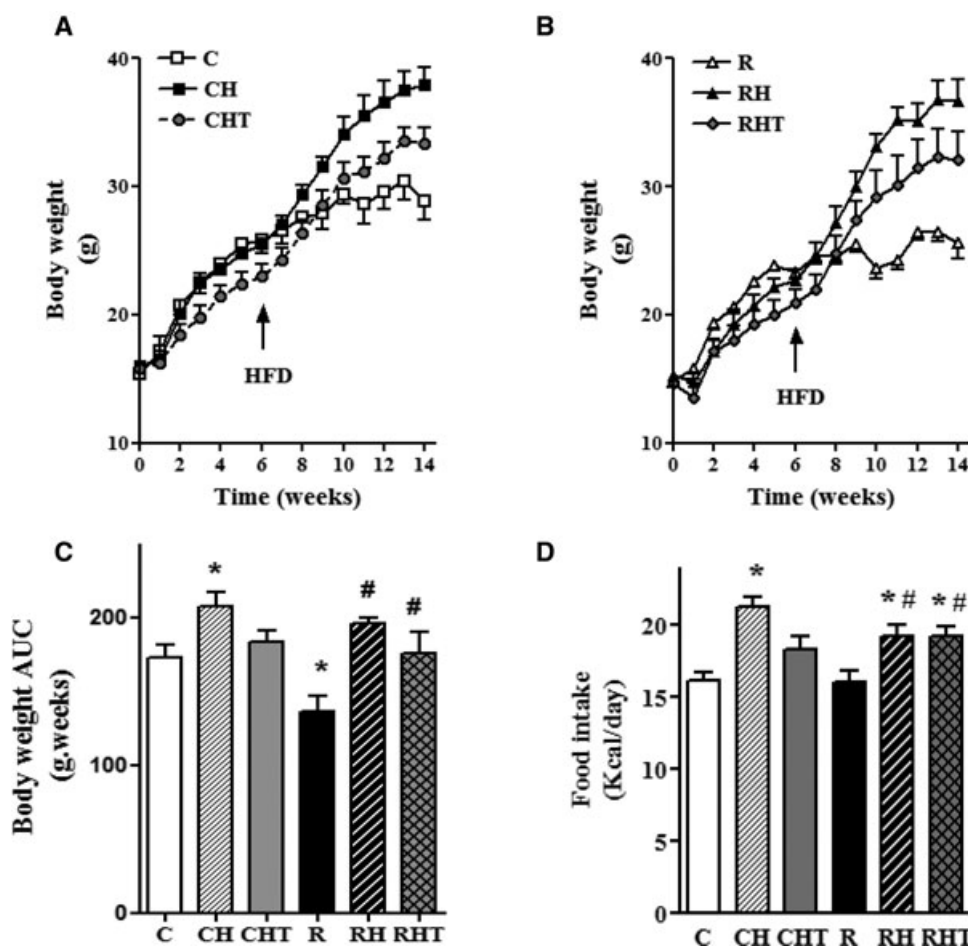 A
C
CH
CHT
Body weight
(g)
40
30
20
10
HFD
0 2 4 6 8 10 12 14
Time (weeks)
B
R
RH
RHT
Body weight
(g)
40
30
20
10
HFD
0 2 4 6 8 10 12 14
Time (weeks)
C
Body weight AUC
(g.weeks)
200
100
0
* * # #
C CH CHT R RH RHT
D
Food intake
(Kcal/day)
20
15
10
5
0
* * # * #
C CH CHT R RH RHT